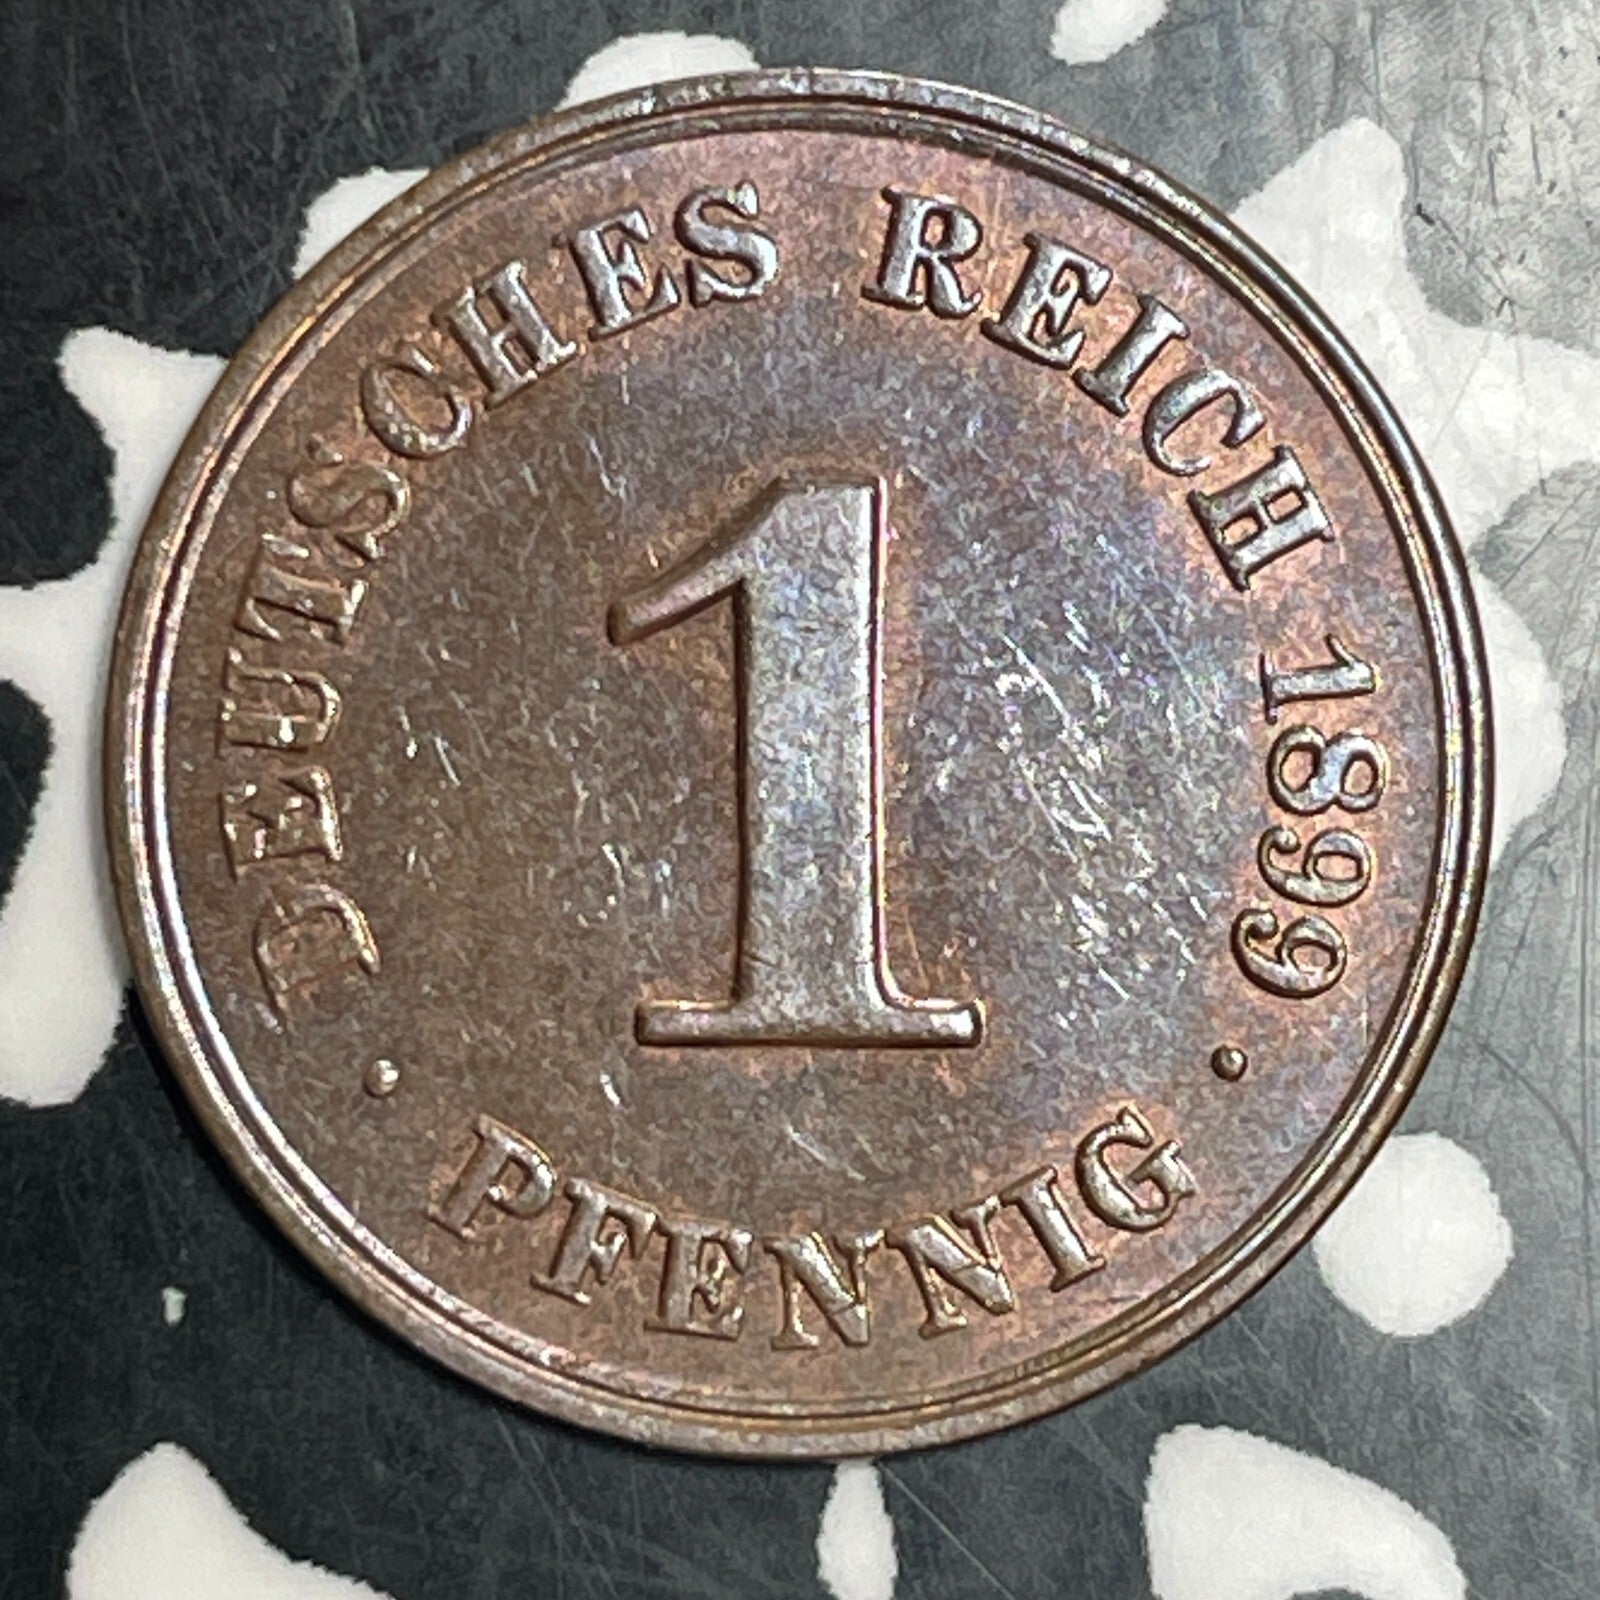 DEUTSCHES REICH 1899
1
· PFENNIG ·